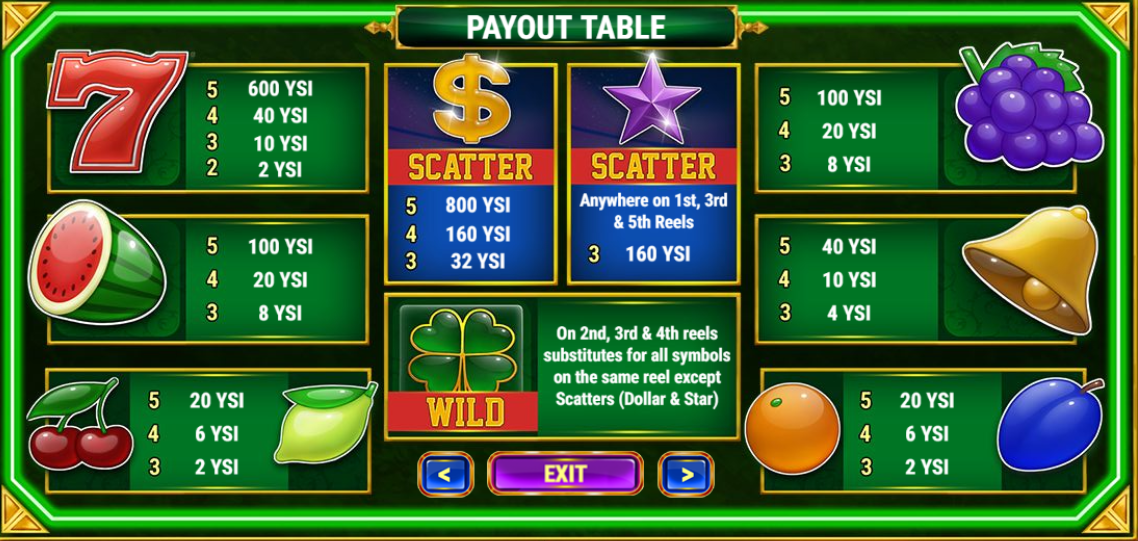 PAYOUT TABLE
5 600 YSI
4 40 YSI
3 10 YSI
2 2 YSI
SCATTER
5 800 YSI
4 160 YSI
3 32 YSI
SCATTER
Anywhere on 1st, 3rd
& 5th Reels
3 160 YSI
5 100 YSI
4 20 YSI
3 8 YSI
5 100 YSI
4 20 YSI
3 8 YSI
WILD
On 2nd, 3rd & 4th reels
substitutes for all symbols
on the same reel except
Scatters (Dollar & Star)
5 40 YSI
4 10 YSI
3 4 YSI
5 20 YSI
4 6 YSI
3 2 YSI
< EXIT >
5 20 YSI
4 6 YSI
3 2 YSI